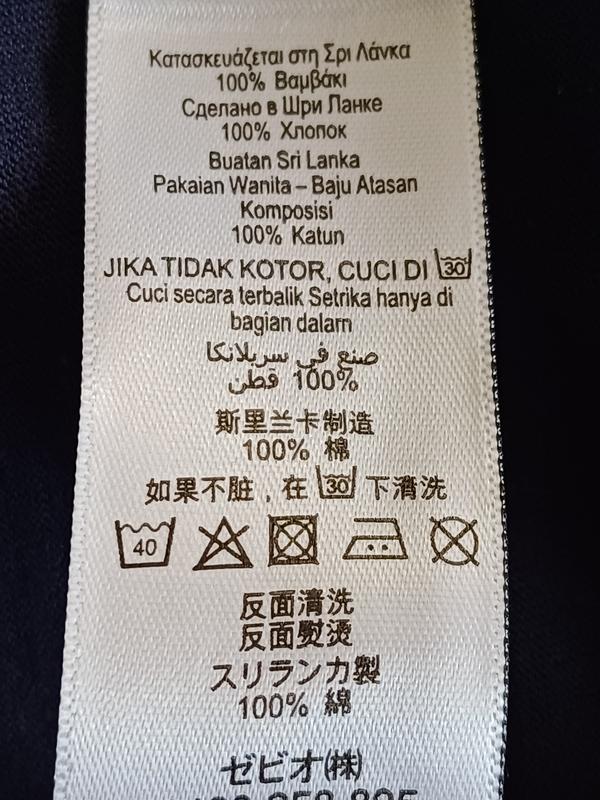 Κατασκευάζεται στη Σρι Λάνκα
100% Βαμβάκι
Сделано в Шри Ланке
100% Хлопок
Buatan Sri Lanka
Pakaian Wanita – Baju Atasan
Komposisi
100% Katun
JIKA TIDAK KOTOR, CUCI DI 30
Cuci secara terbalik Setrika hanya di
bagian dalam
صنع في سريلانكا
100% قطن
斯里兰卡制造
100% 棉
如果不脏，在 30 下清洗
40
反面清洗
反面熨烫
スリランカ製
100% 綿
ゼビオ(株)